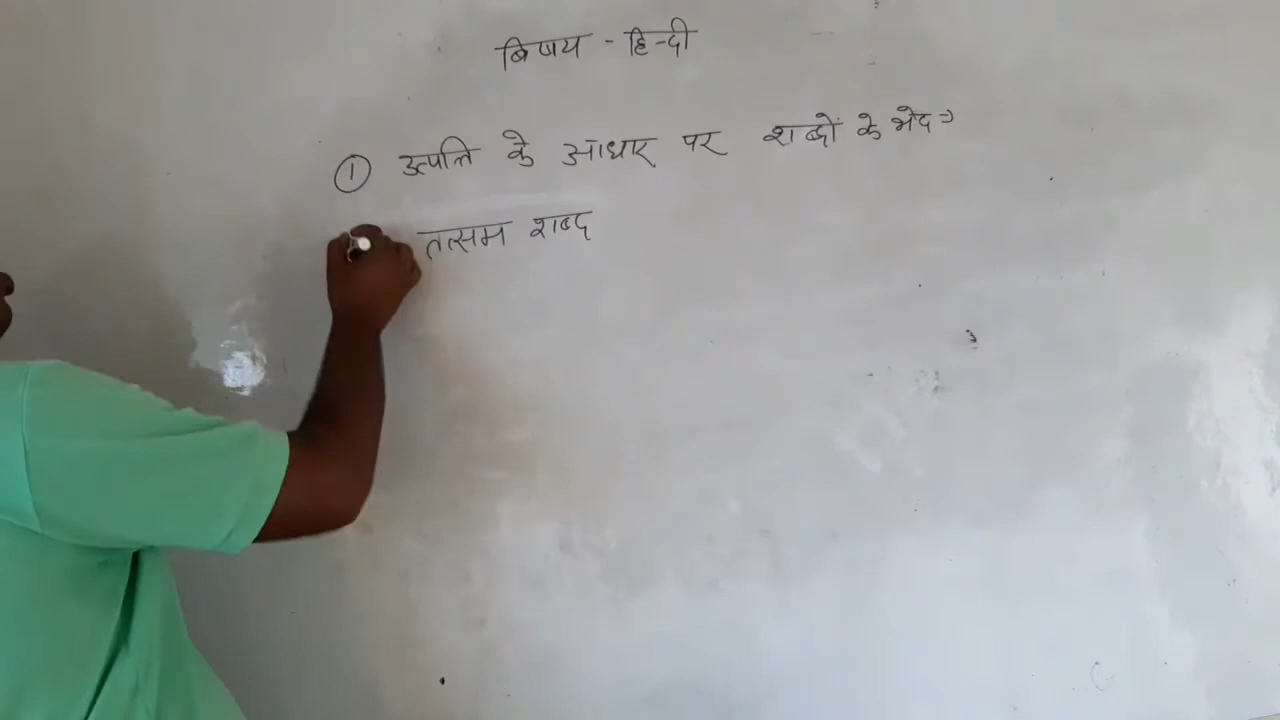 बिषय - हिन्दी
① उत्पत्ति के आधार पर शब्दों के भेद ⇒
तत्सम शब्द